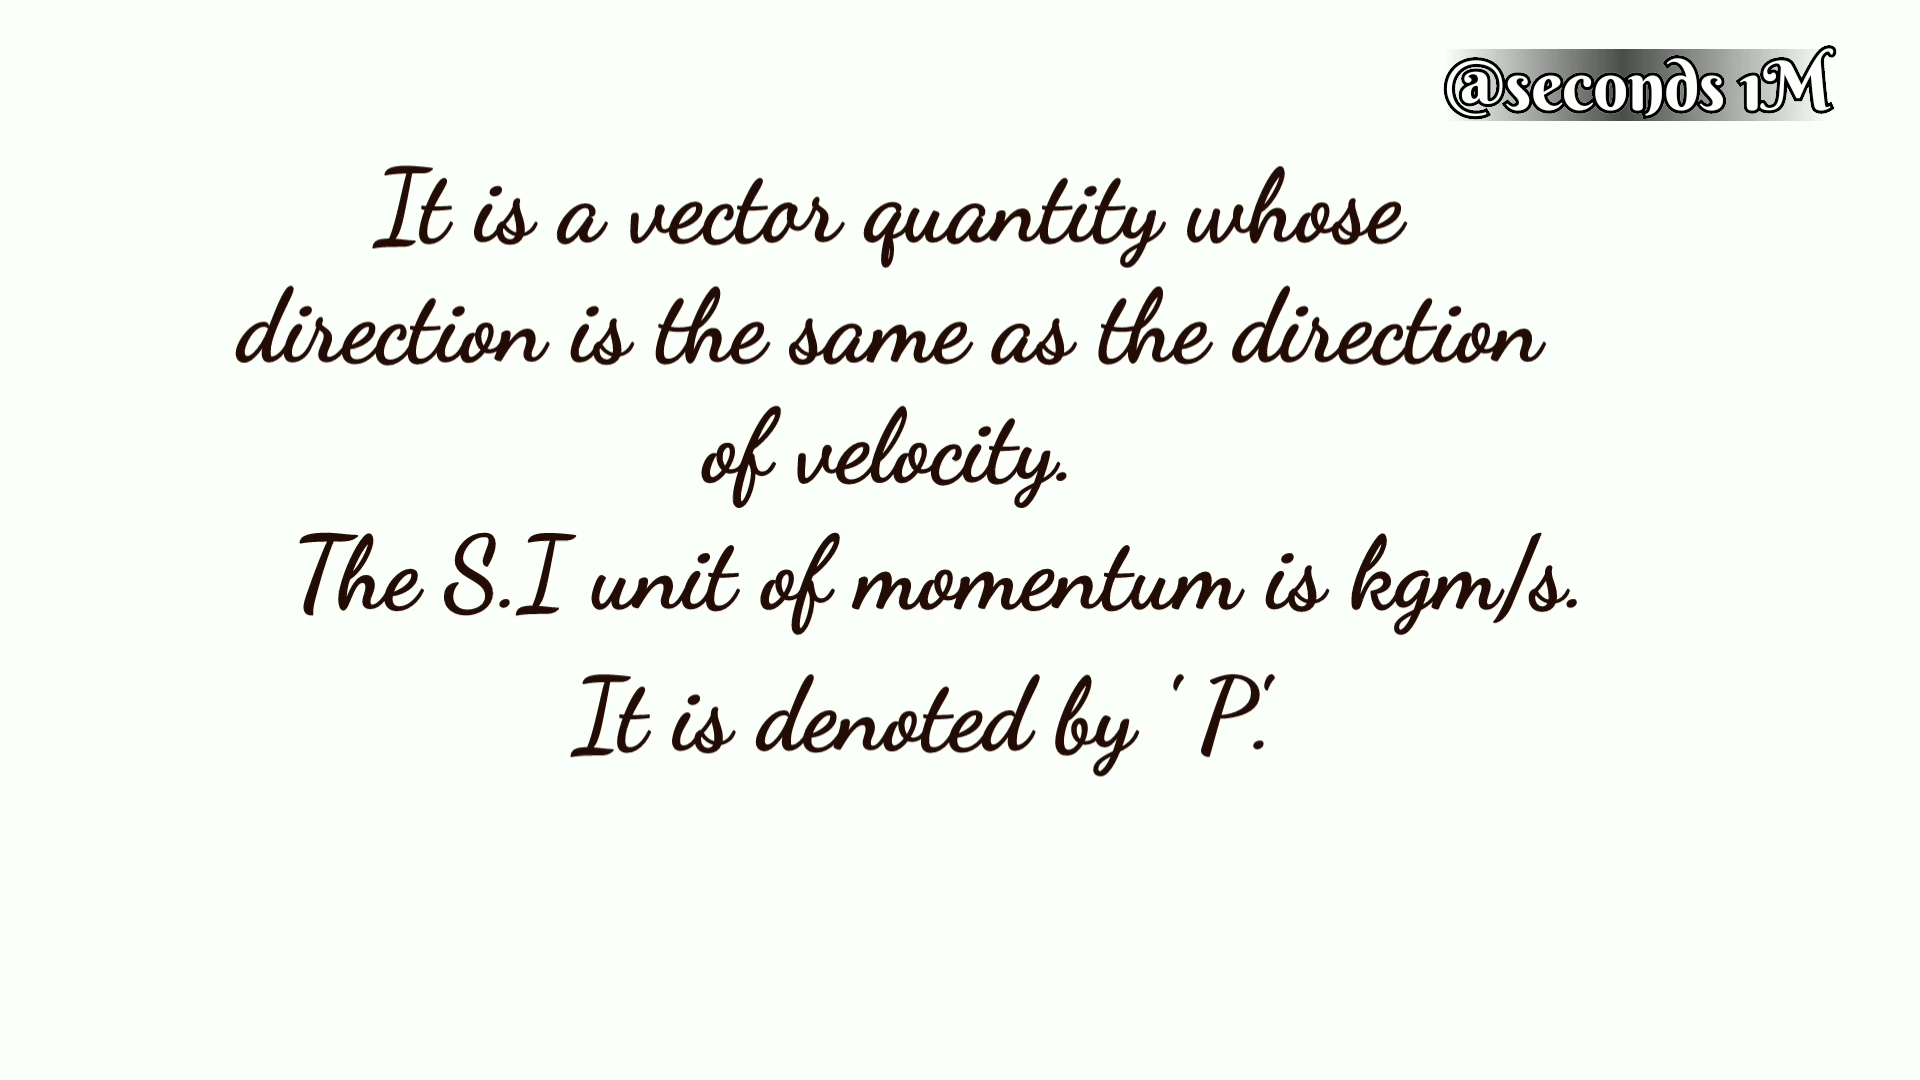 @seconds 1M
It is a vector quantity whose
direction is the same as the direction
of velocity.
The S.I unit of momentum is kgm/s.
It is denoted by ' P'.